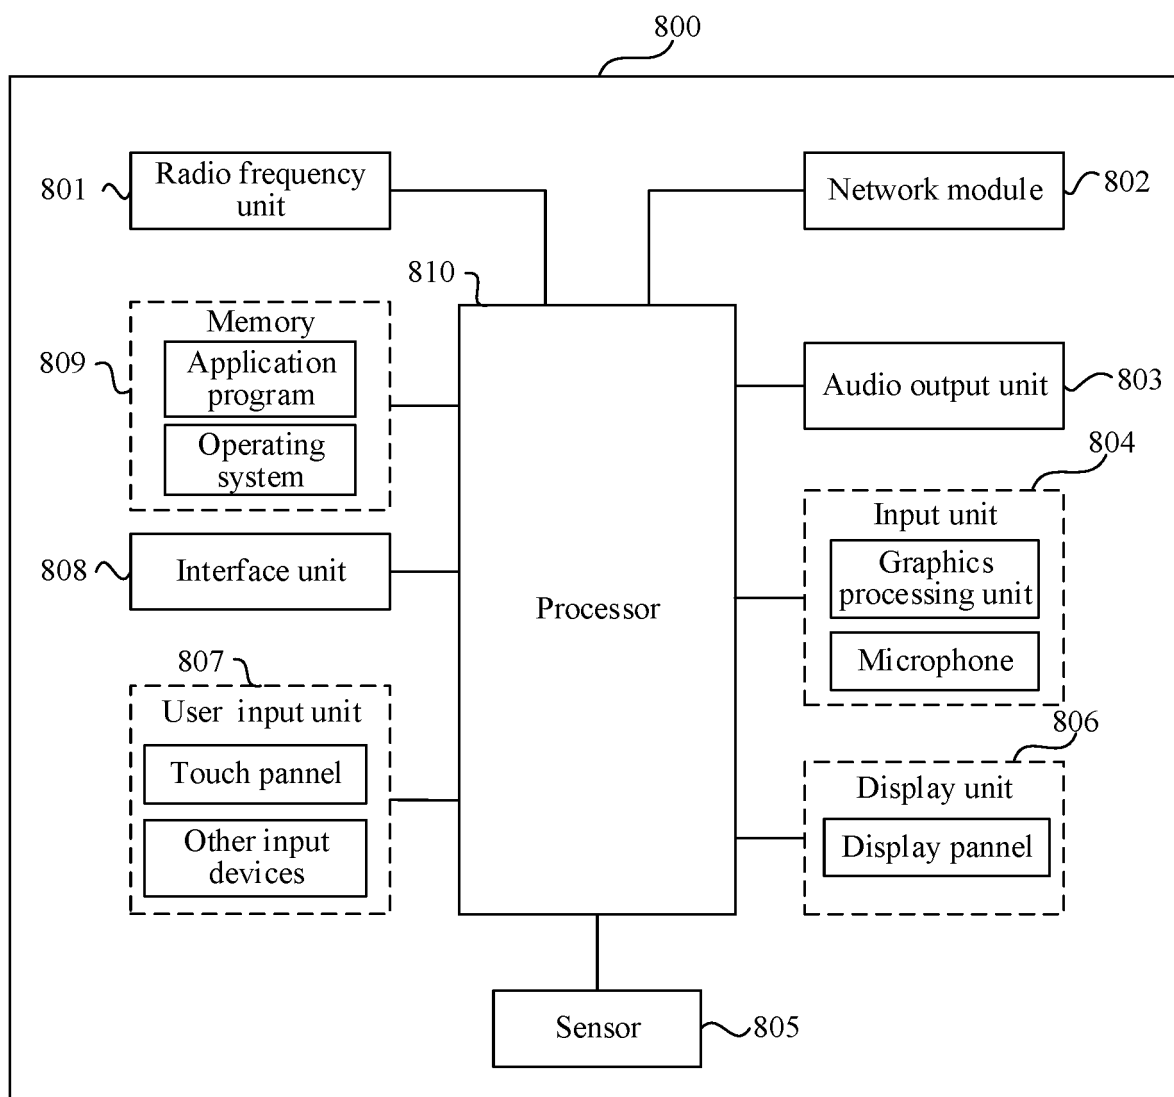 800
801
Radio frequency
unit
Network module
802
810
809
Memory
Application
program
Operating
system
Audio output unit
803
804
Input unit
Graphics
processing unit
Microphone
808
Interface unit
Processor
807
User input unit
Touch pannel
Other input
devices
806
Display unit
Display pannel
Sensor
805